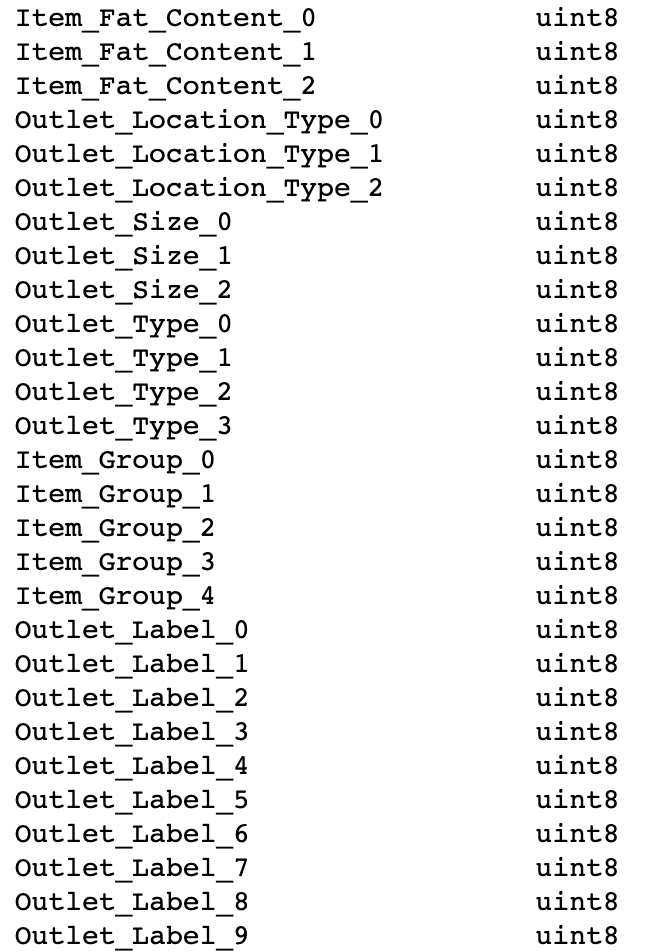 Item_Fat_Content_0 uint8
Item_Fat_Content_1 uint8
Item_Fat_Content_2 uint8
Outlet_Location_Type_0 uint8
Outlet_Location_Type_1 uint8
Outlet_Location_Type_2 uint8
Outlet_Size_0 uint8
Outlet_Size_1 uint8
Outlet_Size_2 uint8
Outlet_Type_0 uint8
Outlet_Type_1 uint8
Outlet_Type_2 uint8
Outlet_Type_3 uint8
Item_Group_0 uint8
Item_Group_1 uint8
Item_Group_2 uint8
Item_Group_3 uint8
Item_Group_4 uint8
Outlet_Label_0 uint8
Outlet_Label_1 uint8
Outlet_Label_2 uint8
Outlet_Label_3 uint8
Outlet_Label_4 uint8
Outlet_Label_5 uint8
Outlet_Label_6 uint8
Outlet_Label_7 uint8
Outlet_Label_8 uint8
Outlet_Label_9 uint8